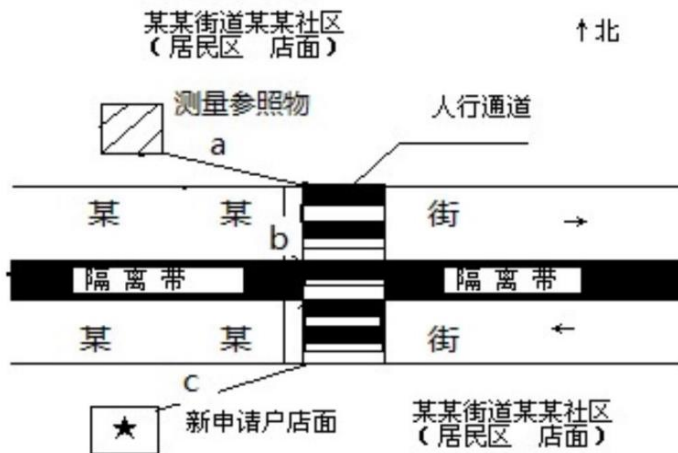 某某街道某某社区
（居民区 店面）
↑北
测量参照物
人行通道
a
某 某 街 →
b
隔离带 隔离带
某 某 街 ←
c
新申请户店面
某某街道某某社区
（居民区 店面）